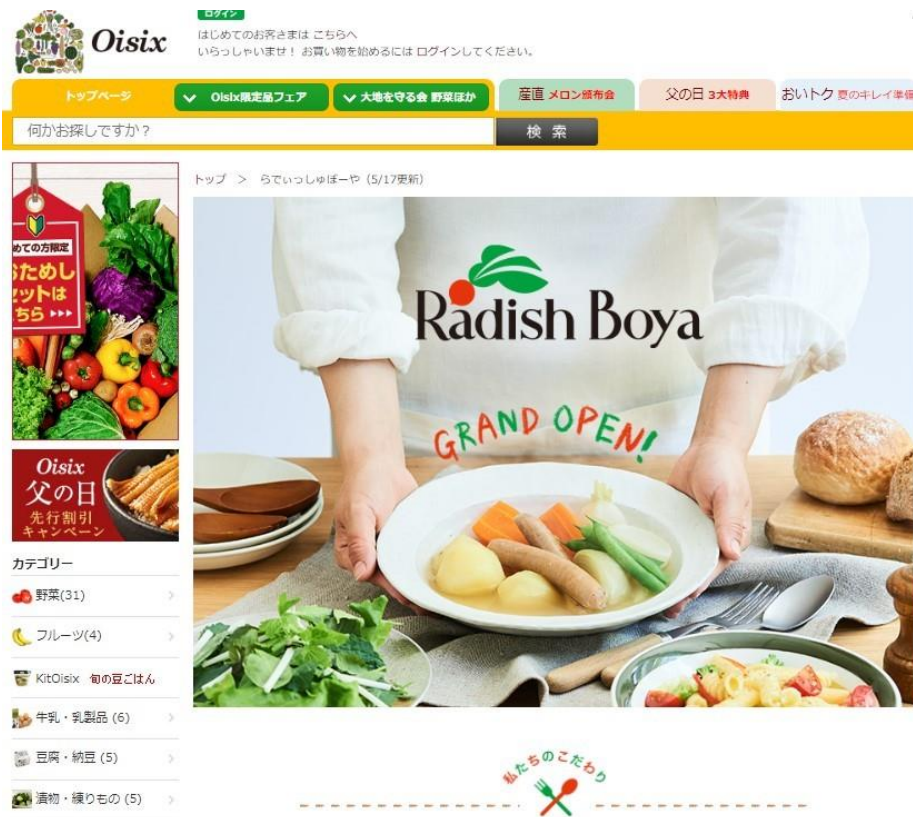 Oisix
ログイン
はじめてのお客さまは こちらへ
いらっしゃいませ！ お買い物を始めるには ログインしてください。
トップページ
Oisix限定品フェア
大地を守る会 野菜ほか
産直 メロン頒布会
父の日 3大特典
おいトク 夏のキレイ準備
何かお探しですか？
検 索
めての方限定
おためし
セットは
ちら
トップ ＞ らでぃっしゅぼーや（5/17更新）
Radish Boya
GRAND OPEN!
Oisix
父の日
先行割引
キャンペーン
カテゴリー
野菜(31)
フルーツ(4)
KitOisix 旬の豆ごはん
牛乳・乳製品 (6)
豆腐・納豆 (5)
漬物・練りもの (5)
私たちのこだわり